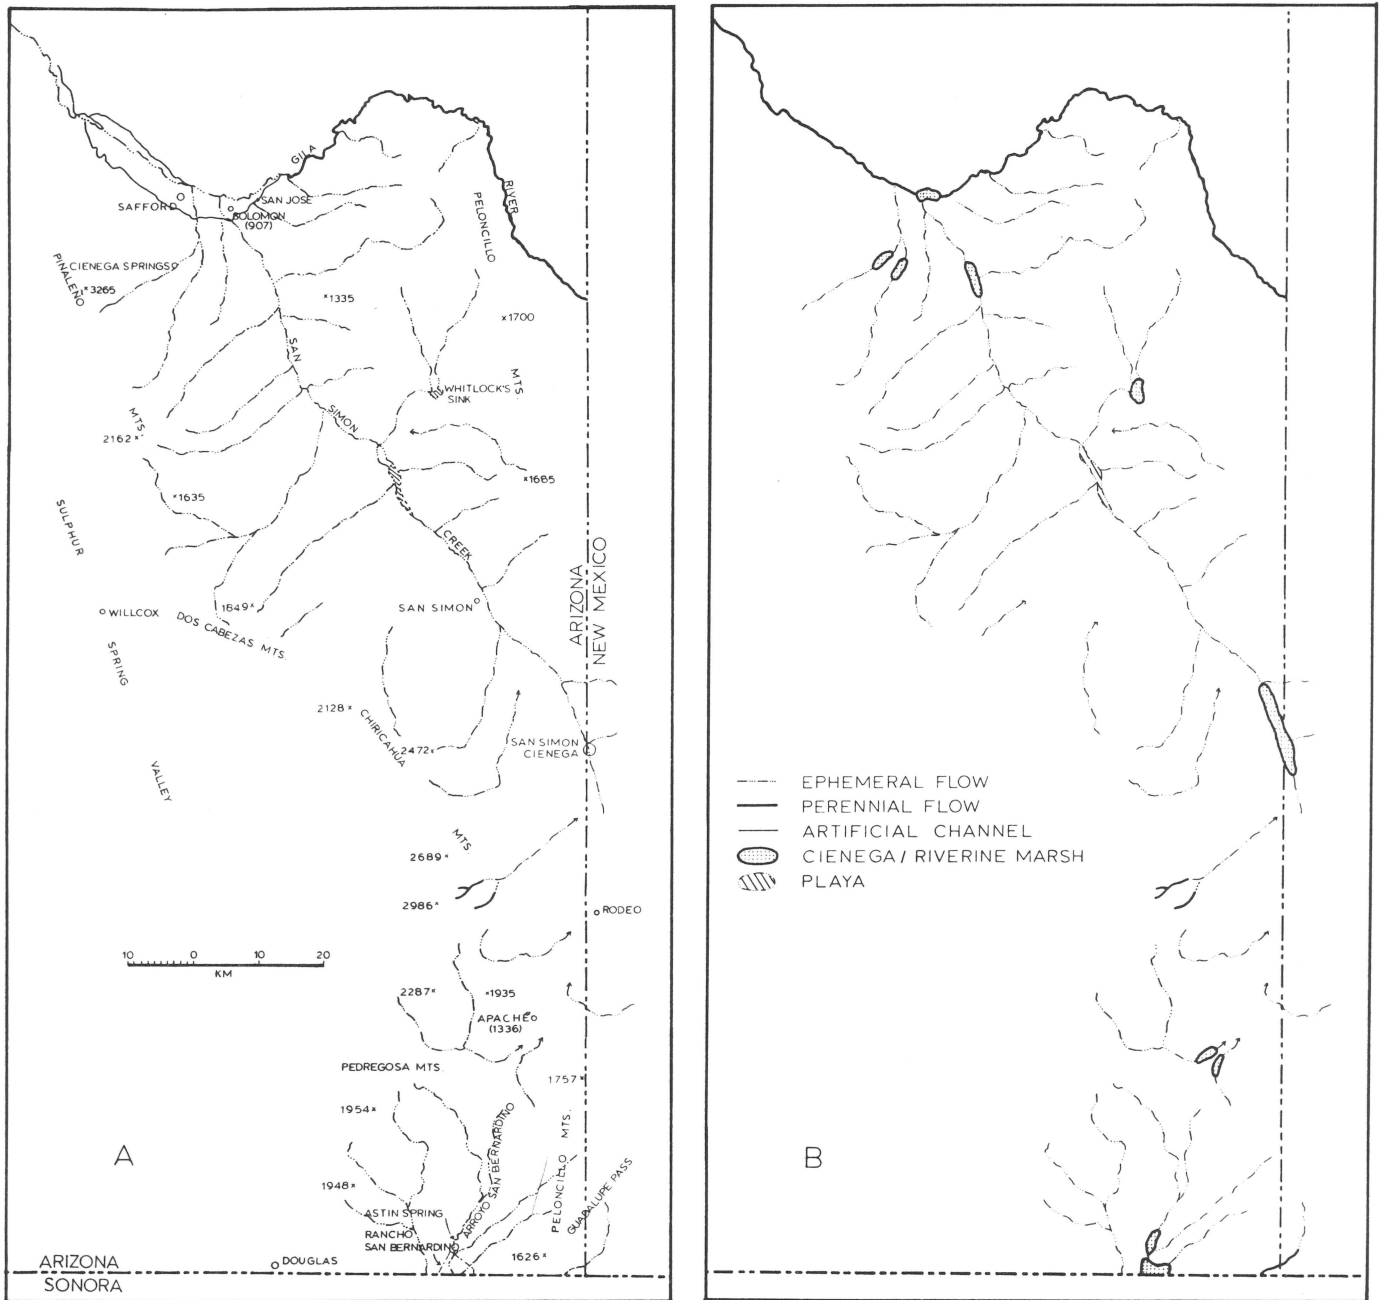 GILA
RIVER
SAFFORD
SAN JOSE
SOLOMON
(907)
PELONCILLO
CIENEGA SPRINGS
PINALEÑO
3265
1335
1700
SAN
WHITLOCK'S
SINK
MTS
MTS.
SIMON
2162
1685
1635
SULPHUR
CREEK
ARIZONA
NEW MEXICO
1849
SAN SIMON
WILLCOX
DOS CABEZAS MTS.
SPRING
2128
CHIRICAHUA
2472
SAN SIMON
CIENEGA
VALLEY
MTS.
2689
2986
RODEO
10 0 10 20
KM
2287
1935
APACHE
(1336)
PEDREGOSA MTS.
1757
1954
ARROYO SAN BERNARDINO
PELONCILLO MTS.
GUADALUPE PASS
A
1948
ASTIN SPRING
RANCHO
SAN BERNARDINO
1626
DOUGLAS
ARIZONA
SONORA
EPHEMERAL FLOW
PERENNIAL FLOW
ARTIFICIAL CHANNEL
CIENEGA / RIVERINE MARSH
PLAYA
B